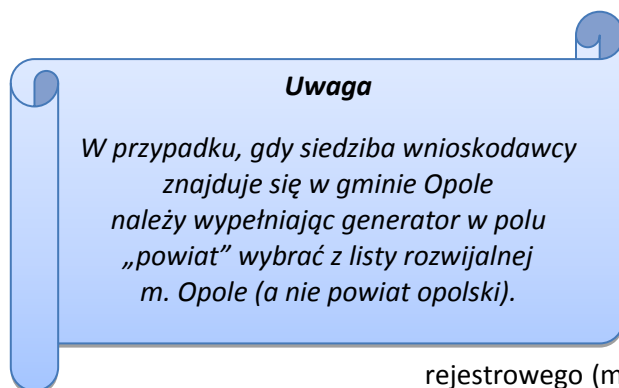 Uwaga
W przypadku, gdy siedziba wnioskodawcy
znajduje się w gminie Opole
należy wypełniając generator w polu
„powiat” wybrać z listy rozwijalnej
m. Opole (a nie powiat opolski).
rejestrowego (m